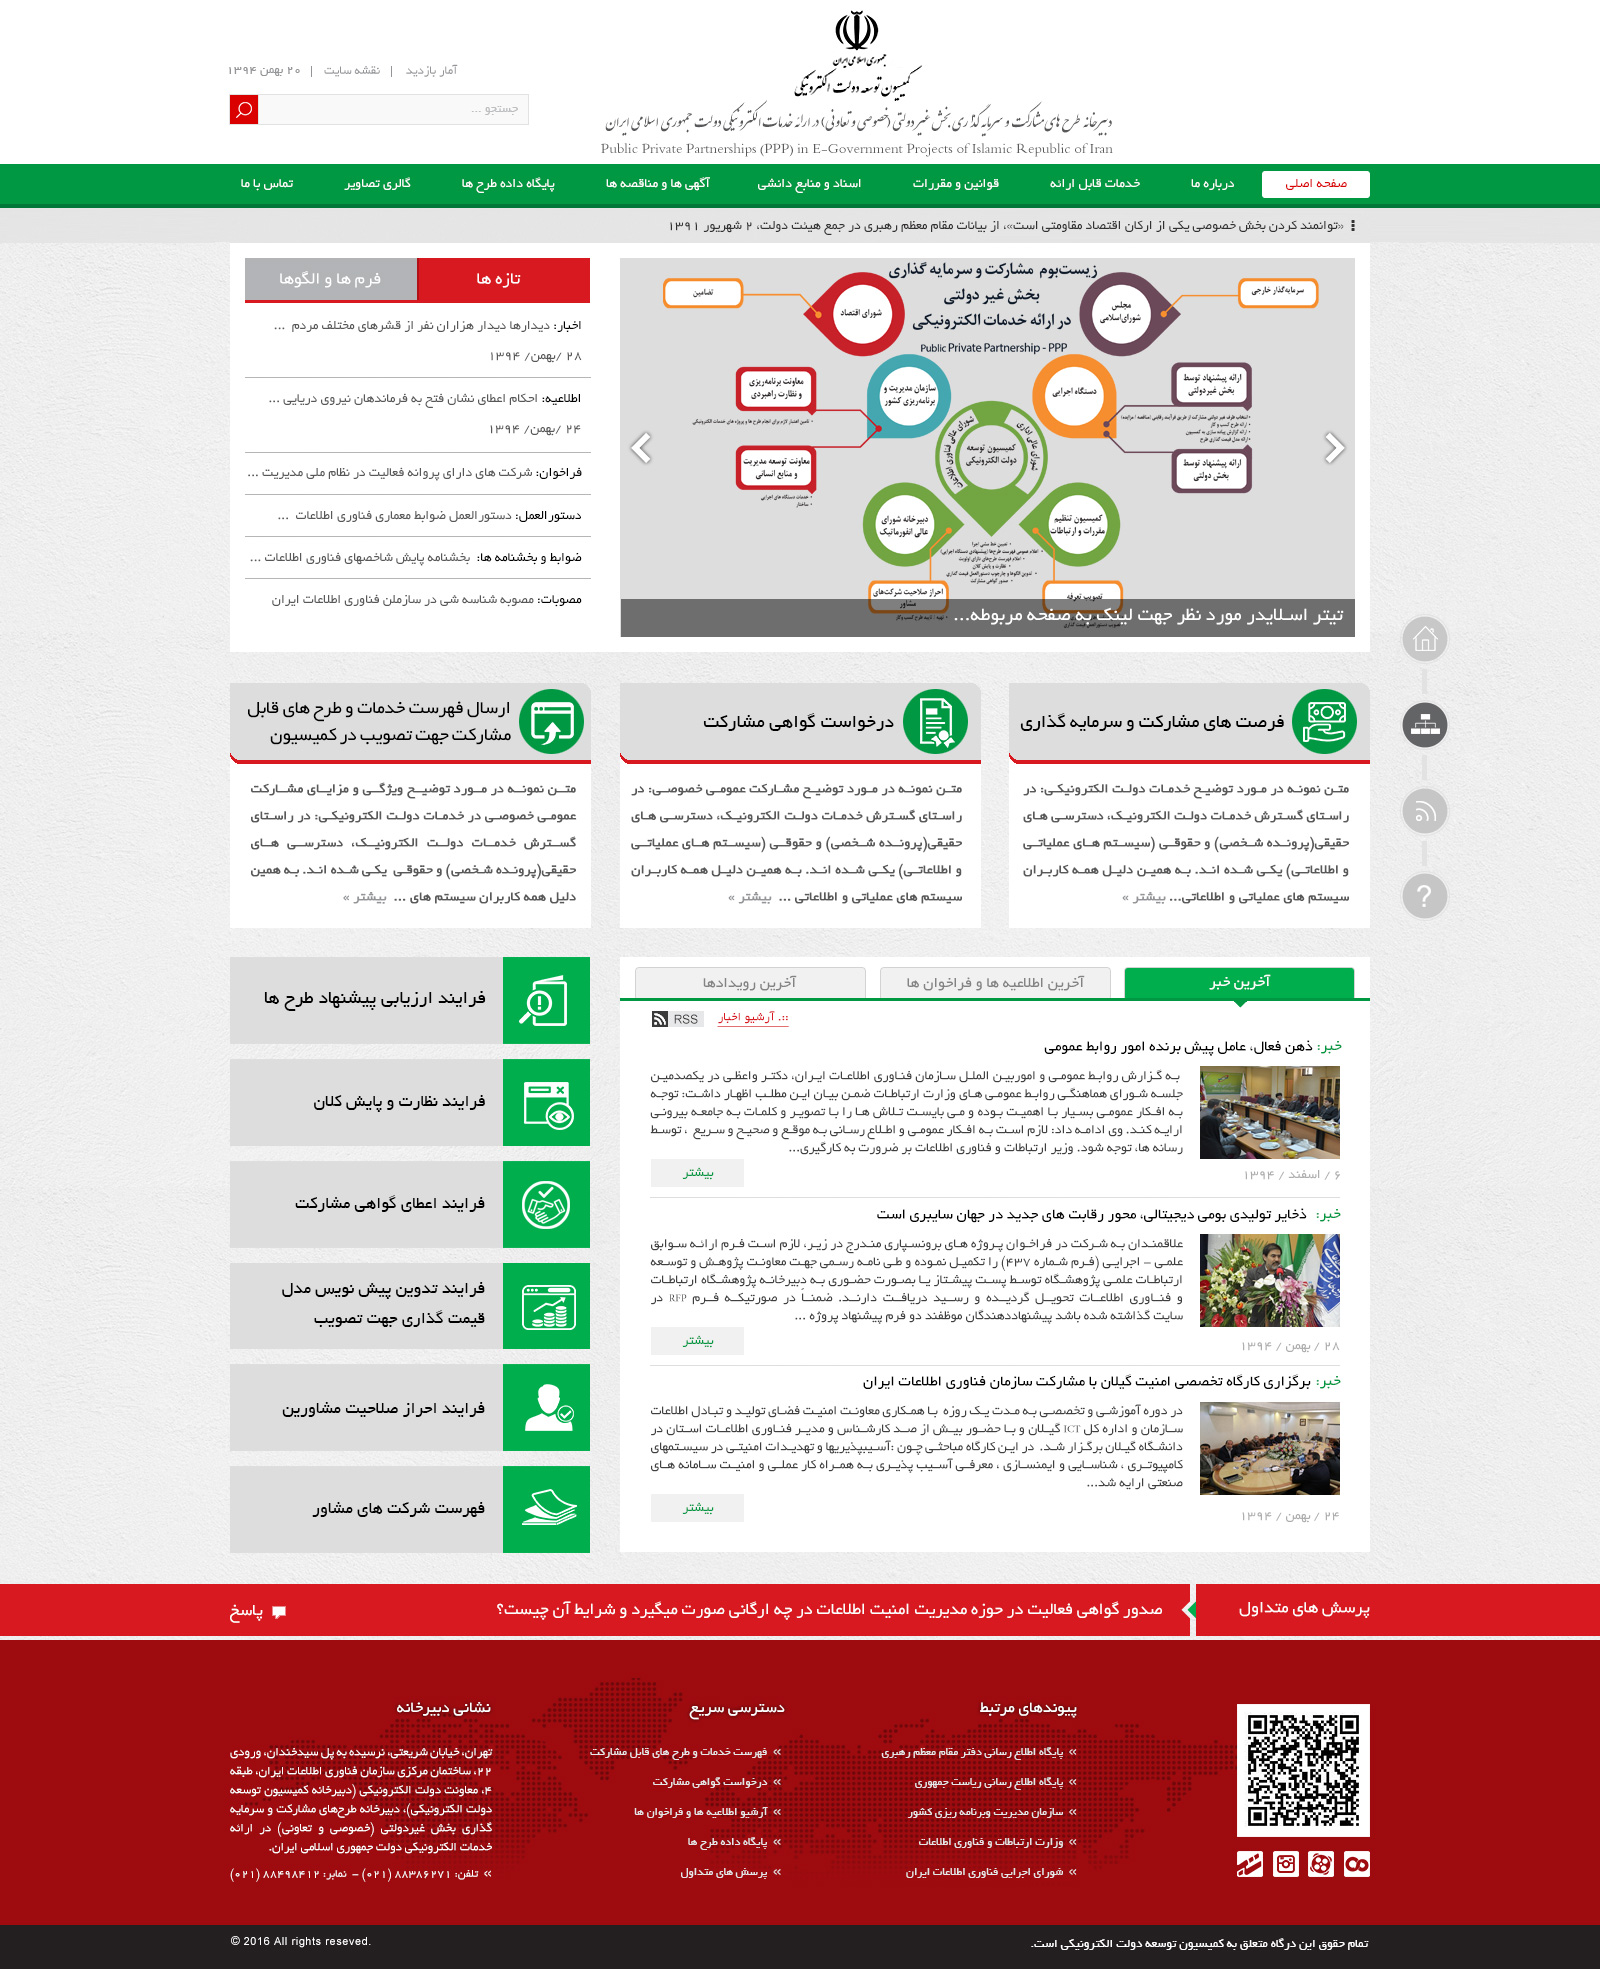 جمهوری اسلامی ایران
کمیسیون توسعه دولت الکترونیکی
دبیرخانه طرح های مشارکت و سرمایه گذاری بخش غیر دولتی (خصوصی و تعاونی) در ارائه خدمات الکترونیکی دولت جمهوری اسلامی ایران
Public Private Partnerships (PPP) in E-Government Projects of Islamic Republic of Iran
آمار بازدید | نقشه سایت | ۲۰ بهمن ۱۳۹۴
جستجو ...
صفحه اصلی درباره ما خدمات قابل ارائه قوانین و مقررات اسناد و منابع دانشی آگهی ها و مناقصه ها پایگاه داده طرح ها گالری تصاویر تماس با ما
«توانمند کردن بخش خصوصی یکی از ارکان اقتصاد مقاومتی است»، از بیانات مقام معظم رهبری در جمع هیئت دولت، ۲ شهریور ۱۳۹۱
زیست‌بوم مشارکت و سرمایه گذاری
بخش غیر دولتی
در ارائه خدمات الکترونیکی
Public Private Partnership - PPP
سرمایه‌گذار خارجی
مجلس
شورای‌اسلامی
شورای اقتصاد
تضامین
ارائه پیشنهاد توسط
بخش غیردولتی
دستگاه اجرایی
سازمان مدیریت و
برنامه‌ریزی کشور
معاونت برنامه‌ریزی
و نظارت راهبردی
ارائه پیشنهاد توسط
بخش دولتی
کمیسیون توسعه
دولت الکترونیکی
شورای عالی اداری
شورای عالی فناوری اطلاعات
معاونت توسعه مدیریت
و منابع انسانی
کمیسیون تنظیم
مقررات و ارتباطات
دبیرخانه شورای
عالی انفورماتیک
تصویب تعرفه
احراز صلاحیت شرکت‌های
مشاور
تیتر اسلایدر مورد نظر جهت لینک به صفحه مربوطه...
تازه ها
فرم ها و الگوها
اخبار: دیدارها دیدار هزاران نفر از قشرهای مختلف مردم ...
۲۸ /بهمن/ ۱۳۹۴
اطلاعیه: احکام اعطای نشان فتح به فرماندهان نیروی دریایی ...
۲۴ /بهمن/ ۱۳۹۴
فراخوان: شرکت های دارای پروانه فعالیت در نظام ملی مدیریت ...
دستورالعمل: دستورالعمل ضوابط معماری فناوری اطلاعات ...
ضوابط و بخشنامه ها: بخشنامه پایش شاخصهای فناوری اطلاعات ...
مصوبات: مصوبه شناسه شی در سازملن فناوری اطلاعات ایران
فرصت های مشارکت و سرمایه گذاری
متن نمونه در مورد توضیح خدمات دولت الکترونیکی: در
راستای گسترش خدمات دولت الکترونیک، دسترسی های
حقیقی(پرونده شخصی) و حقوقی (سیستم های عملیاتی
و اطلاعاتی) یکی شده اند. به همین دلیل همه کاربران
سیستم های عملیاتی و اطلاعاتی... بیشتر »
درخواست گواهی مشارکت
متن نمونه در مورد توضیح مشارکت عمومی خصوصی: در
راستای گسترش خدمات دولت الکترونیک، دسترسی های
حقیقی(پرونده شخصی) و حقوقی (سیستم های عملیاتی
و اطلاعاتی) یکی شده اند. به همین دلیل همه کاربران
سیستم های عملیاتی و اطلاعاتی ... بیشتر »
ارسال فهرست خدمات و طرح های قابل
مشارکت جهت تصویب در کمیسیون
متن نمونه در مورد توضیح ویژگی و مزایای مشارکت
عمومی خصوصی در خدمات دولت الکترونیکی: در راستای
گسترش خدمات دولت الکترونیک، دسترسی های
حقیقی(پرونده شخصی) و حقوقی یکی شده اند. به همین
دلیل همه کاربران سیستم های ... بیشتر »
?
آخرین خبر
آخرین اطلاعیه ها و فراخوان ها
آخرین رویدادها
::. آرشیو اخبار
RSS
خبر: ذهن فعال، عامل پیش برنده امور روابط عمومی
به گزارش روابط عمومی و اموربین الملل سازمان فناوری اطلاعات ایران، دکتر واعظی در یکصدمین
جلسه شورای هماهنگی روابط عمومی های وزارت ارتباطات ضمن بیان این مطلب اظهار داشت: توجه
به افکار عمومی بسیار با اهمیت بوده و می بایست تلاش ها را با تصویر و کلمات به جامعه بیرونی
ارایه کند. وی ادامه داد: لازم است به افکار عمومی و اطلاع رسانی به موقع و صحیح و سریع ، توسط
رسانه ها، توجه شود. وزیر ارتباطات و فناوری اطلاعات بر ضرورت به کارگیری...
۶ / اسفند / ۱۳۹۴
بیشتر
خبر: ذخایر تولیدی بومی دیجیتالی، محور رقابت های جدید در جهان سایبری است
علاقمندان به شرکت در فراخوان پروژه های برونسپاری مندرج در زیر، لازم است فرم ارائه سوابق
علمی – اجرایی (فرم شماره ۴۳۷) را تکمیل نموده و طی نامه رسمی جهت معاونت پژوهش و توسعه
ارتباطات علمی پژوهشگاه توسط پست پیشتاز یا بصورت حضوری به دبیرخانه پژوهشگاه ارتباطات
و فناوری اطلاعات تحویل گردیده و رسید دریافت دارند. ضمناً در صورتیکه فرم RFP در
سایت گذاشته شده باشد پیشنهاددهندگان موظفند دو فرم پیشنهاد پروژه ...
۲۸ / بهمن / ۱۳۹۴
بیشتر
خبر: برگزاری کارگاه تخصصی امنیت گیلان با مشارکت سازمان فناوری اطلاعات ایران
در دوره آموزشی و تخصصی به مدت یک روزه با همکاری معاونت امنیت فضای تولید و تبادل اطلاعات
سازمان و اداره کل ICT گیلان و با حضور بیش از صد کارشناس و مدیر فناوری اطلاعات استان در
دانشگاه گیلان برگزار شد. در این کارگاه مباحثی چون :آسیبپذیریها و تهدیدات امنیتی در سیستمهای
کامپیوتری ، شناسایی و ایمنسازی ، معرفی آسیب پذیری به همراه کار عملی و امنیت سامانه های
صنعتی ارایه شد...
۲۴ / بهمن / ۱۳۹۴
بیشتر
فرایند ارزیابی پیشنهاد طرح ها
فرایند نظارت و پایش کلان
فرایند اعطای گواهی مشارکت
فرایند تدوین پیش نویس مدل
قیمت گذاری جهت تصویب
فرایند احراز صلاحیت مشاورین
فهرست شرکت های مشاور
پرسش های متداول
صدور گواهی فعالیت در حوزه مدیریت امنیت اطلاعات در چه ارگانی صورت میگیرد و شرایط آن چیست؟
پاسخ
پیوندهای مرتبط
» پایگاه اطلاع رسانی دفتر مقام معظم رهبری
» پایگاه اطلاع رسانی ریاست جمهوری
» سازمان مدیریت وبرنامه ریزی کشور
» وزارت ارتباطات و فناوری اطلاعات
» شورای اجرایی فناوری اطلاعات ایران
دسترسی سریع
» فهرست خدمات و طرح های قابل مشارکت
» درخواست گواهی مشارکت
» آرشیو اطلاعیه ها و فراخوان ها
» پایگاه داده طرح ها
» پرسش های متداول
نشانی دبیرخانه
تهران، خیابان شریعتی، نرسیده به پل سیدخندان، ورودی
۲۲، ساختمان مرکزی سازمان فناوری اطلاعات ایران، طبقه
۴، معاونت دولت الکترونیکی (دبیرخانه کمیسیون توسعه
دولت الکترونیکی)، دبیرخانه طرح‌های مشارکت و سرمایه
گذاری بخش غیردولتی (خصوصی و تعاونی) در ارائه
خدمات الکترونیکی دولت جمهوری اسلامی ایران.
» تلفن: ۸۸۳۸۶۲۷۱ (۰۲۱) – نمابر: ۸۸۴۹۸۴۱۲ (۰۲۱)
تمام حقوق این درگاه متعلق به کمیسیون توسعه دولت الکترونیکی است.
© 2016 All rights reseved.